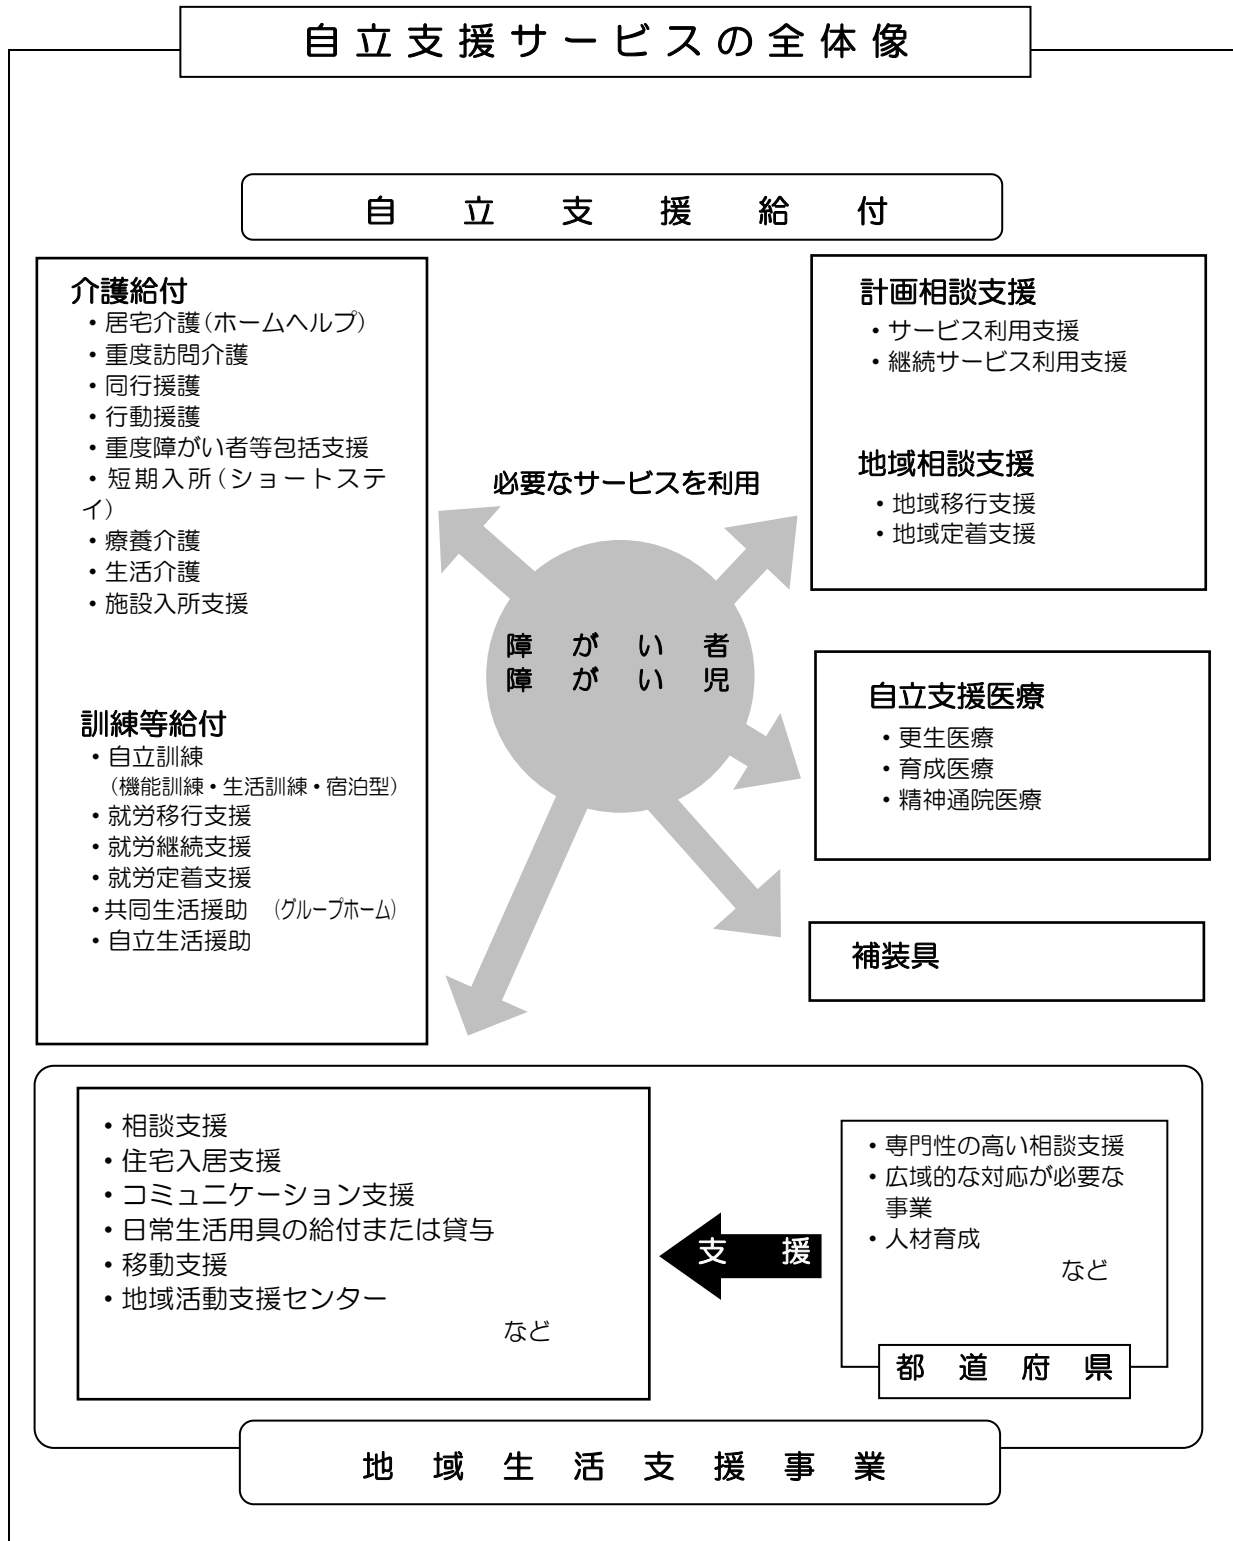 自立支援サービスの全体像
自立支援給付
介護給付
・居宅介護(ホームヘルプ)
・重度訪問介護
・同行援護
・行動援護
・重度障がい者等包括支援
・短期入所(ショートステ
イ)
・療養介護
・生活介護
・施設入所支援
訓練等給付
・自立訓練
(機能訓練・生活訓練・宿泊型)
・就労移行支援
・就労継続支援
・就労定着支援
・共同生活援助 (グループホーム)
・自立生活援助
必要なサービスを利用
障がい者
障がい児
計画相談支援
・サービス利用支援
・継続サービス利用支援
地域相談支援
・地域移行支援
・地域定着支援
自立支援医療
・更生医療
・育成医療
・精神通院医療
補装具
・相談支援
・住宅入居支援
・コミュニケーション支援
・日常生活用具の給付または貸与
・移動支援
・地域活動支援センター
など
支援
・専門性の高い相談支援
・広域的な対応が必要な
事業
・人材育成
など
都道府県
地域生活支援事業